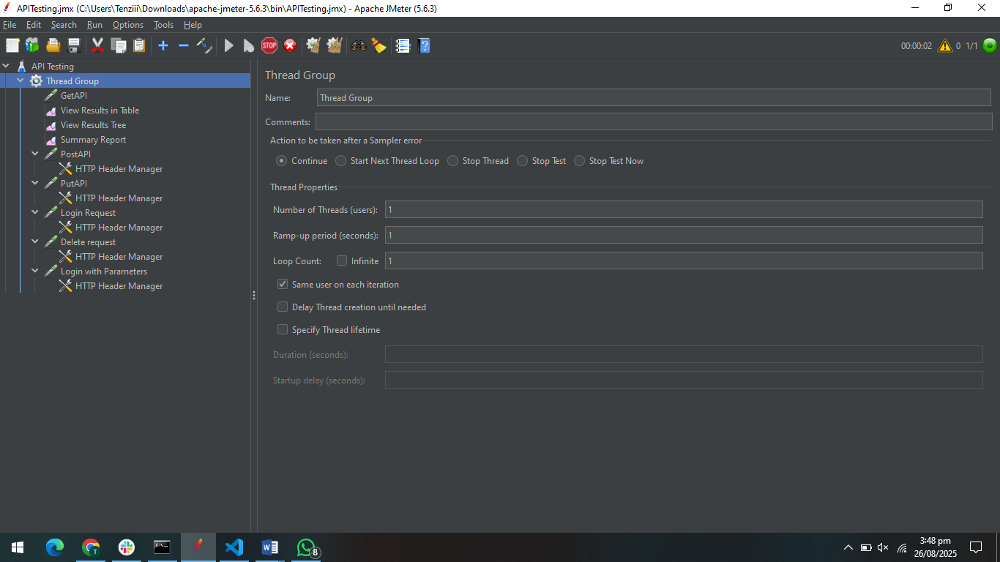 APITesting.jmx (C:\Users\Tenziii\Downloads\apache-jmeter-5.6.3\bin\APITesting.jmx) - Apache JMeter (5.6.3)
File Edit Search Run Options Tools Help
STOP
00:00:02 0 1/1
API Testing
Thread Group
GetAPI
View Results in Table
View Results Tree
Summary Report
PostAPI
HTTP Header Manager
PutAPI
HTTP Header Manager
Login Request
HTTP Header Manager
Delete request
HTTP Header Manager
Login with Parameters
HTTP Header Manager
Thread Group
Name: Thread Group
Comments:
Action to be taken after a Sampler error
Continue Start Next Thread Loop Stop Thread Stop Test Stop Test Now
Thread Properties
Number of Threads (users): 1
Ramp-up period (seconds): 1
Loop Count: Infinite 1
Same user on each iteration
Delay Thread creation until needed
Specify Thread lifetime
Duration (seconds):
Startup delay (seconds):
T
W
8
3:48 pm
26/08/2025